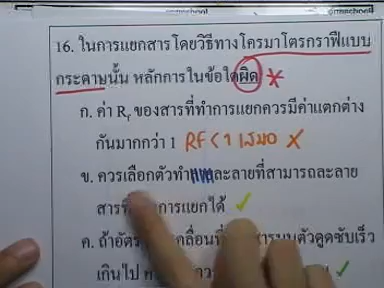 16. ในการแยกสารโดยวิธีทางโครมาโตรกราฟีแบบ
กระดาษนั้น หลักการในข้อใดผิด *
ก. ค่า Rf ของสารที่ทำการแยกควรมีค่าแตกต่าง
กันมากกว่า 1 Rf < 1 เสมอ ✗
ข. ควรเลือกตัวทำละลายที่สามารถละลาย
สารที่ การแยกได้ ✓
ค. ถ้าอัตร คลื่อนที่ บนตัวดูดซับเร็ว
เกินไป ✓